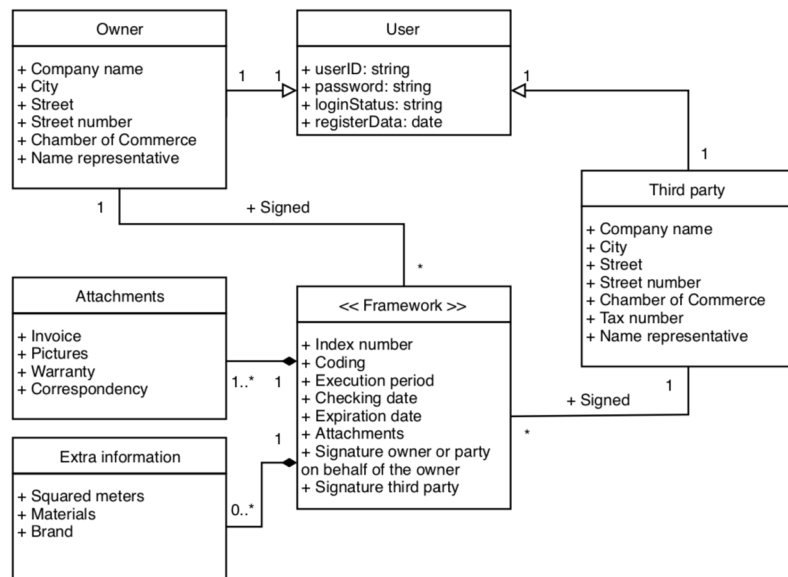 Owner
+ Company name
+ City
+ Street
+ Street number
+ Chamber of Commerce
+ Name representative
1
1
User
+ userID: string
+ password: string
+ loginStatus: string
+ registerData: date
1
1
Third party
+ Company name
+ City
+ Street
+ Street number
+ Chamber of Commerce
+ Tax number
+ Name representative
1
+ Signed
*
Attachments
+ Invoice
+ Pictures
+ Warranty
+ Correspondency
1..*
1
<< Framework >>
+ Index number
+ Coding
+ Execution period
+ Checking date
+ Expiration date
+ Attachments
+ Signature owner or party
on behalf of the owner
+ Signature third party
1
+ Signed
*
Extra information
+ Squared meters
+ Materials
+ Brand
1
0..*